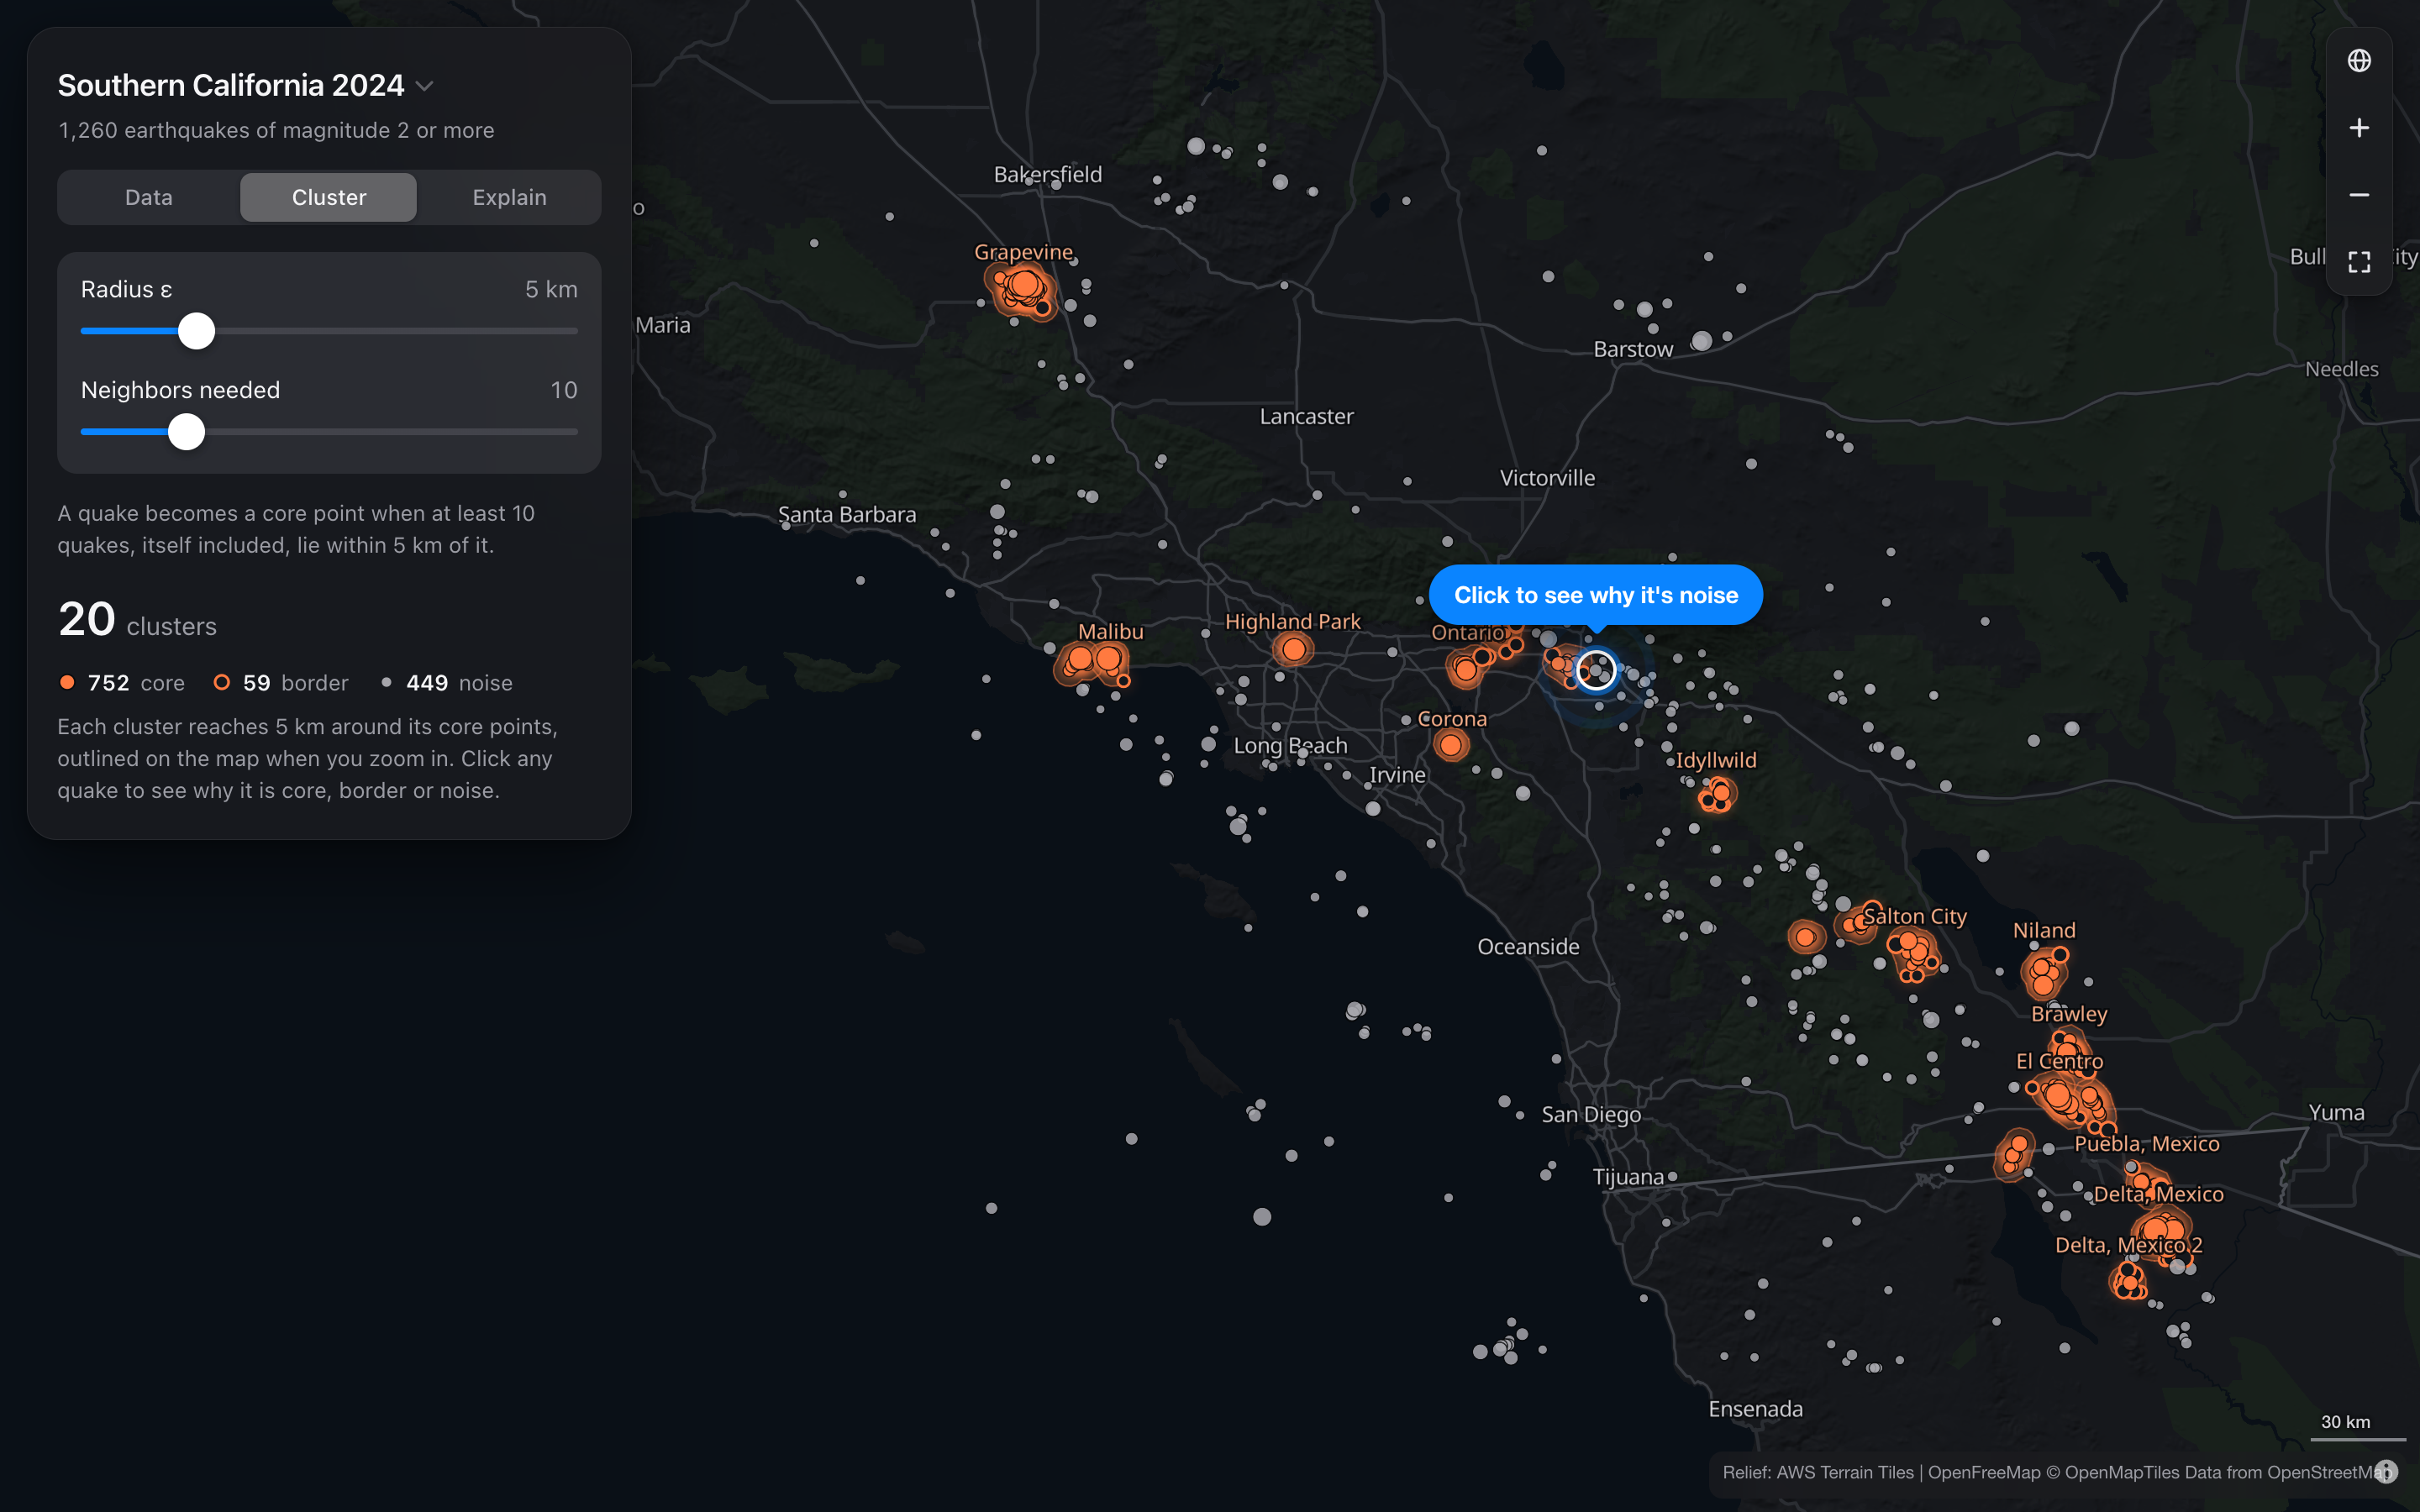 Southern California 2024
1,260 earthquakes of magnitude 2 or more
Data
Cluster
Explain
Radius ε
5 km
Neighbors needed
10
A quake becomes a core point when at least 10
quakes, itself included, lie within 5 km of it.
20 clusters
752 core
59 border
449 noise
Each cluster reaches 5 km around its core points,
outlined on the map when you zoom in. Click any
quake to see why it is core, border or noise.
Bakersfield
Grapevine
Maria
Barstow
Needles
Lancaster
Victorville
Santa Barbara
Click to see why it's noise
Highland Park
Malibu
Ontario
Corona
Long Beach
Irvine
Idyllwild
Salton City
Niland
Oceanside
Brawley
El Centro
San Diego
Yuma
Puebla, Mexico
Tijuana
Delta, Mexico
Delta, Mexico 2
Ensenada
30 km
Relief: AWS Terrain Tiles | OpenFreeMap © OpenMapTiles Data from OpenStreetMap